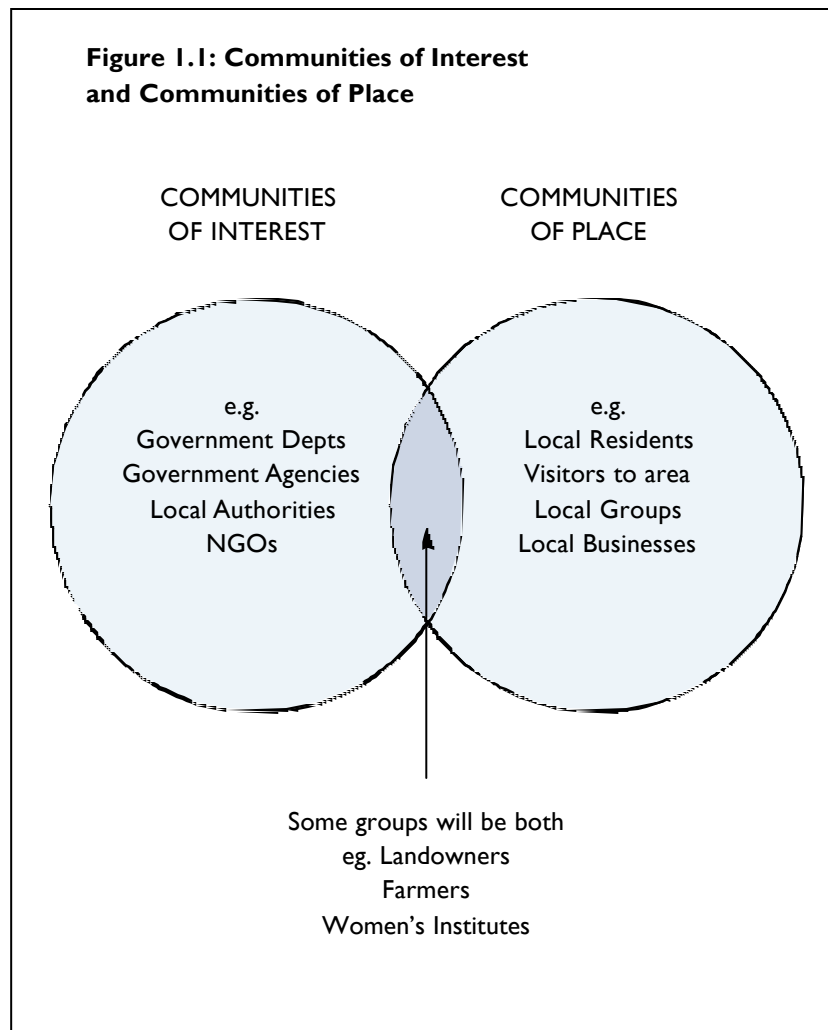 Figure 1.1: Communities of Interest
and Communities of Place
COMMUNITIES
OF INTEREST
COMMUNITIES
OF PLACE
e.g.
Government Depts
Government Agencies
Local Authorities
NGOs
e.g.
Local Residents
Visitors to area
Local Groups
Local Businesses
Some groups will be both
eg. Landowners
Farmers
Women’s Institutes